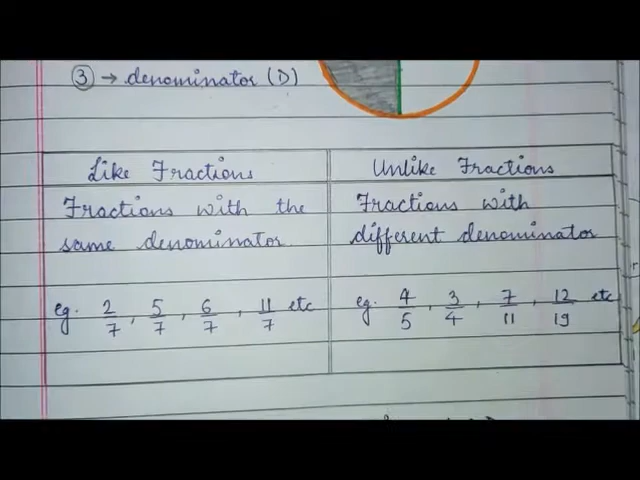 ③ → denominator (D)
Like Fractions
Fractions with the
same denominator
eg. 2/7, 5/7, 6/7, 11/7 etc
Unlike Fractions
Fractions with
different denominator
eg. 4/5, 3/4, 7/11, 12/19 etc